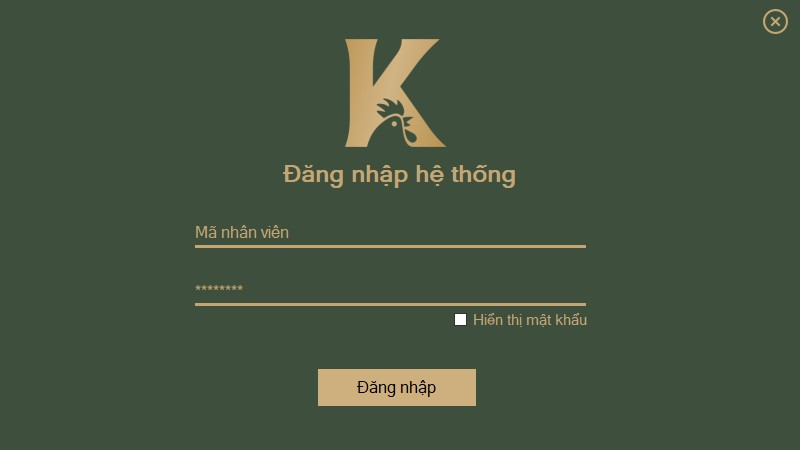 K
Đăng nhập hệ thống
Mã nhân viên
********
Hiển thị mật khẩu
Đăng nhập